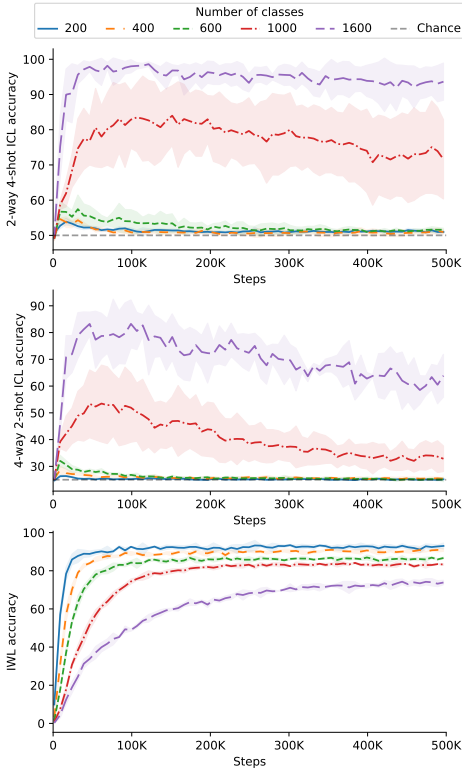 Number of classes
200 400 600 1000 1600 Chance
2-way 4-shot ICL accuracy
100
90
80
70
60
50
0 100K 200K 300K 400K 500K
Steps
4-way 2-shot ICL accuracy
90
80
70
60
50
40
30
0 100K 200K 300K 400K 500K
Steps
IWL accuracy
100
80
60
40
20
0
0 100K 200K 300K 400K 500K
Steps